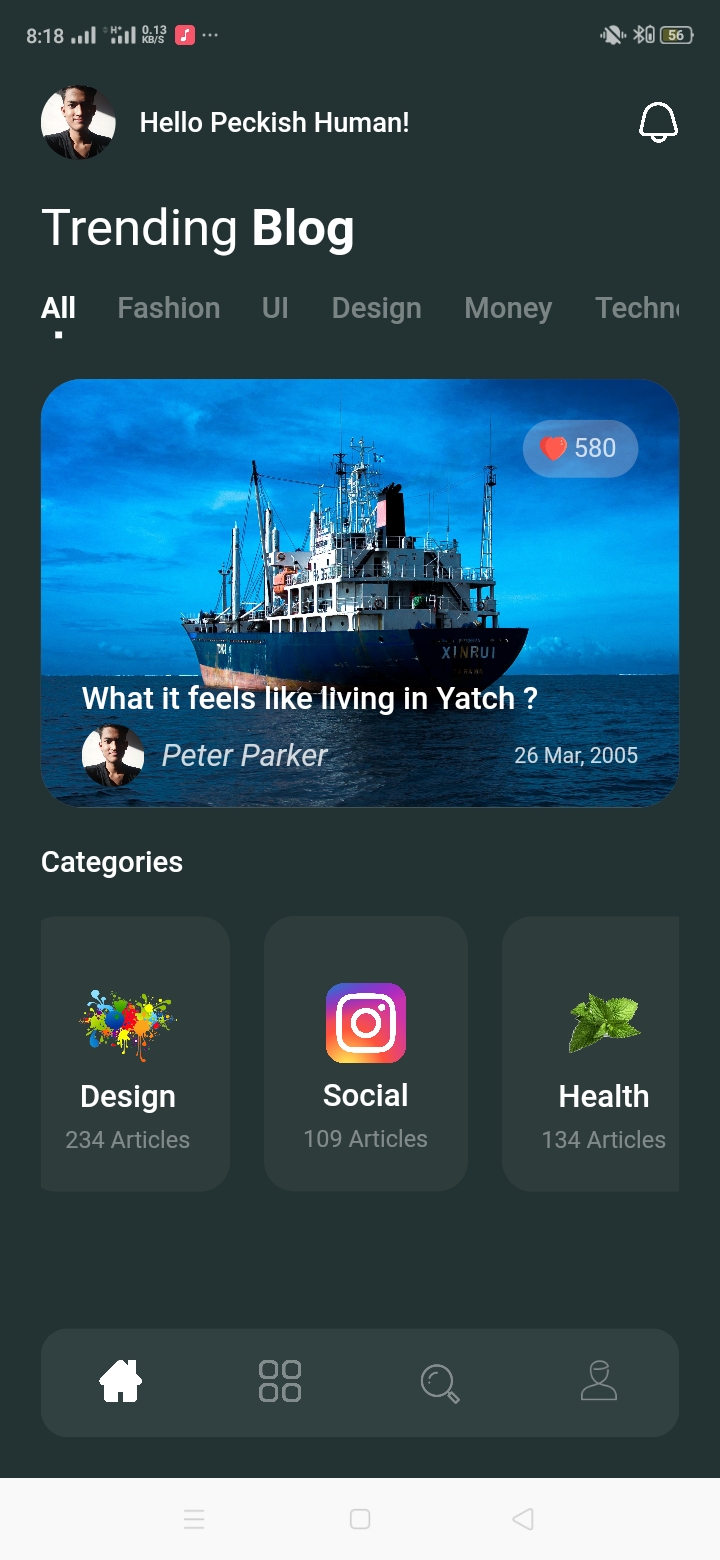 8:18 H+ 0.13 KB/S 56
Hello Peckish Human!
Trending Blog
All Fashion UI Design Money Techno
580
XINRUI
What it feels like living in Yatch ?
Peter Parker 26 Mar, 2005
Categories
Design Social Health
234 Articles 109 Articles 134 Articles